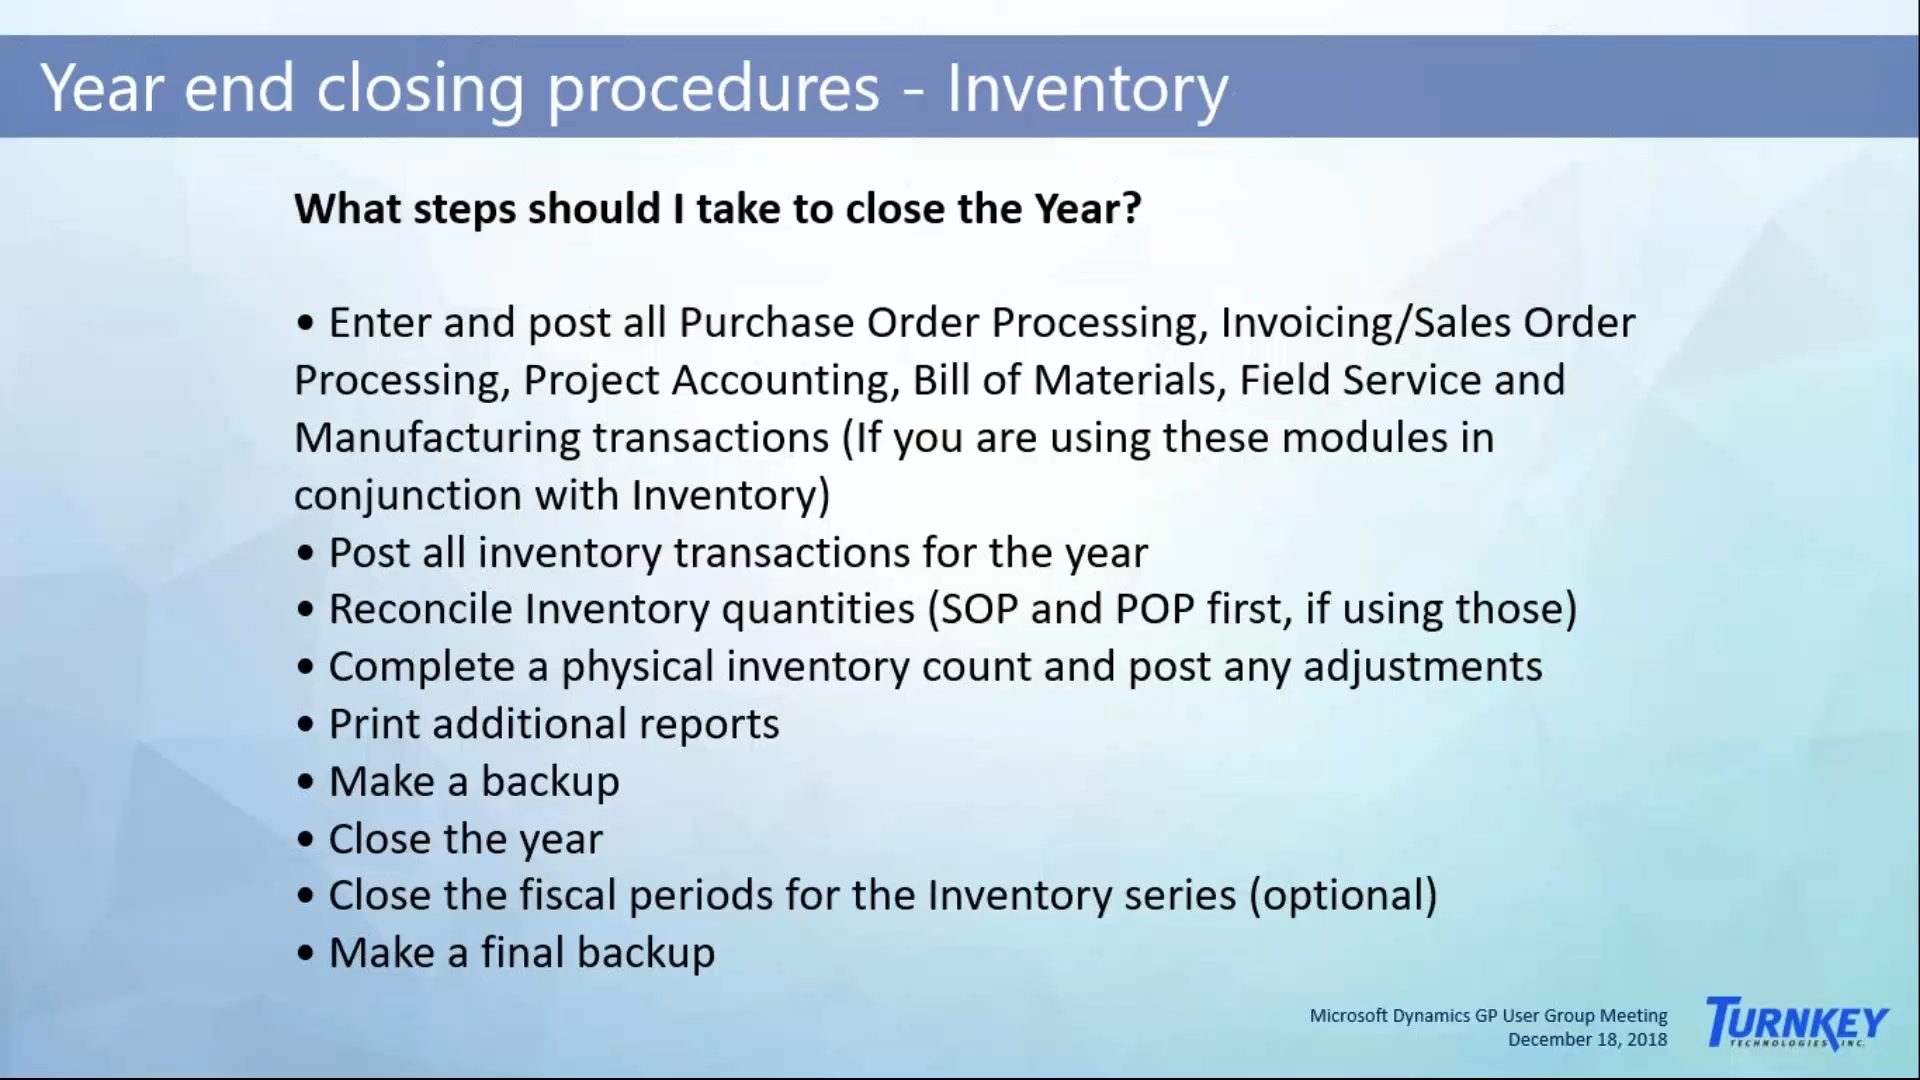 Year end closing procedures - Inventory
What steps should I take to close the Year?
• Enter and post all Purchase Order Processing, Invoicing/Sales Order
Processing, Project Accounting, Bill of Materials, Field Service and
Manufacturing transactions (If you are using these modules in
conjunction with Inventory)
• Post all inventory transactions for the year
• Reconcile Inventory quantities (SOP and POP first, if using those)
• Complete a physical inventory count and post any adjustments
• Print additional reports
• Make a backup
• Close the year
• Close the fiscal periods for the Inventory series (optional)
• Make a final backup
Microsoft Dynamics GP User Group Meeting
December 18, 2018
TURNKEY
TECHNOLOGIES, INC.